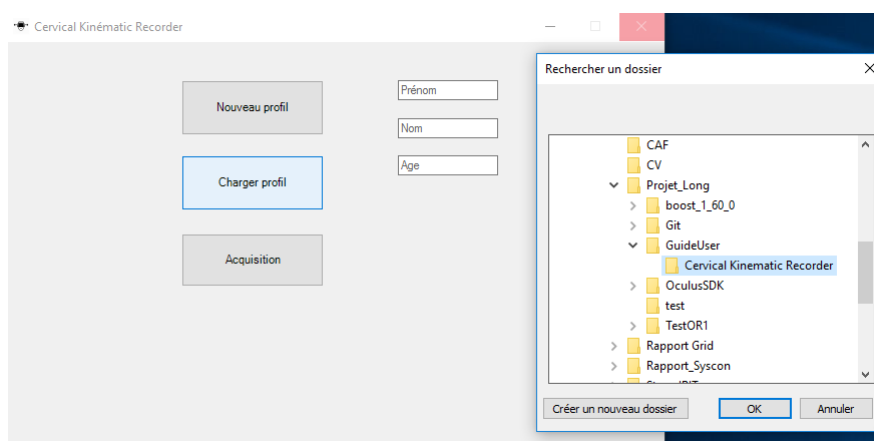 Cervical Kinématic Recorder
Nouveau profil
Charger profil
Acquisition
Prénom
Nom
Age
Rechercher un dossier
CAF
CV
Projet_Long
boost_1_60_0
Git
GuideUser
Cervical Kinematic Recorder
OculusSDK
test
TestOR1
Rapport Grid
Rapport_Syscon
Créer un nouveau dossier
OK
Annuler